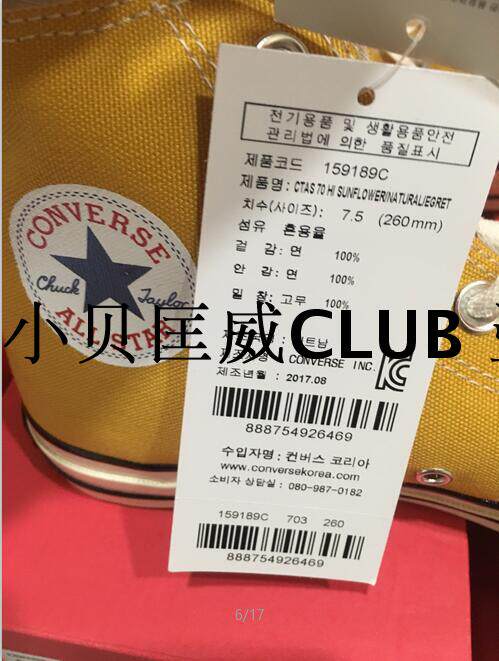 전기용품 및 생활용품안전
관리법에 의한 품질표시
제품코드 159189C
제품명 : CTAS 70 HI SUNFLOWER/NATURAL/EGRET
치수(사이즈) : 7.5 (260mm)
섬유 혼용율
겉 감 : 면 100%
안 감 : 면 100%
밑 창 : 고무 100%
CONVERSE
Chuck Taylor
ALL STAR
小贝匡威CLUB
CONVERSE INC.
제조년월 : 2017.08
888754926469
수입자명 : 컨버스 코리아
www.conversekorea.com
소비자 상담실 : 080-987-0182
159189C 703 260
888754926469
6/17